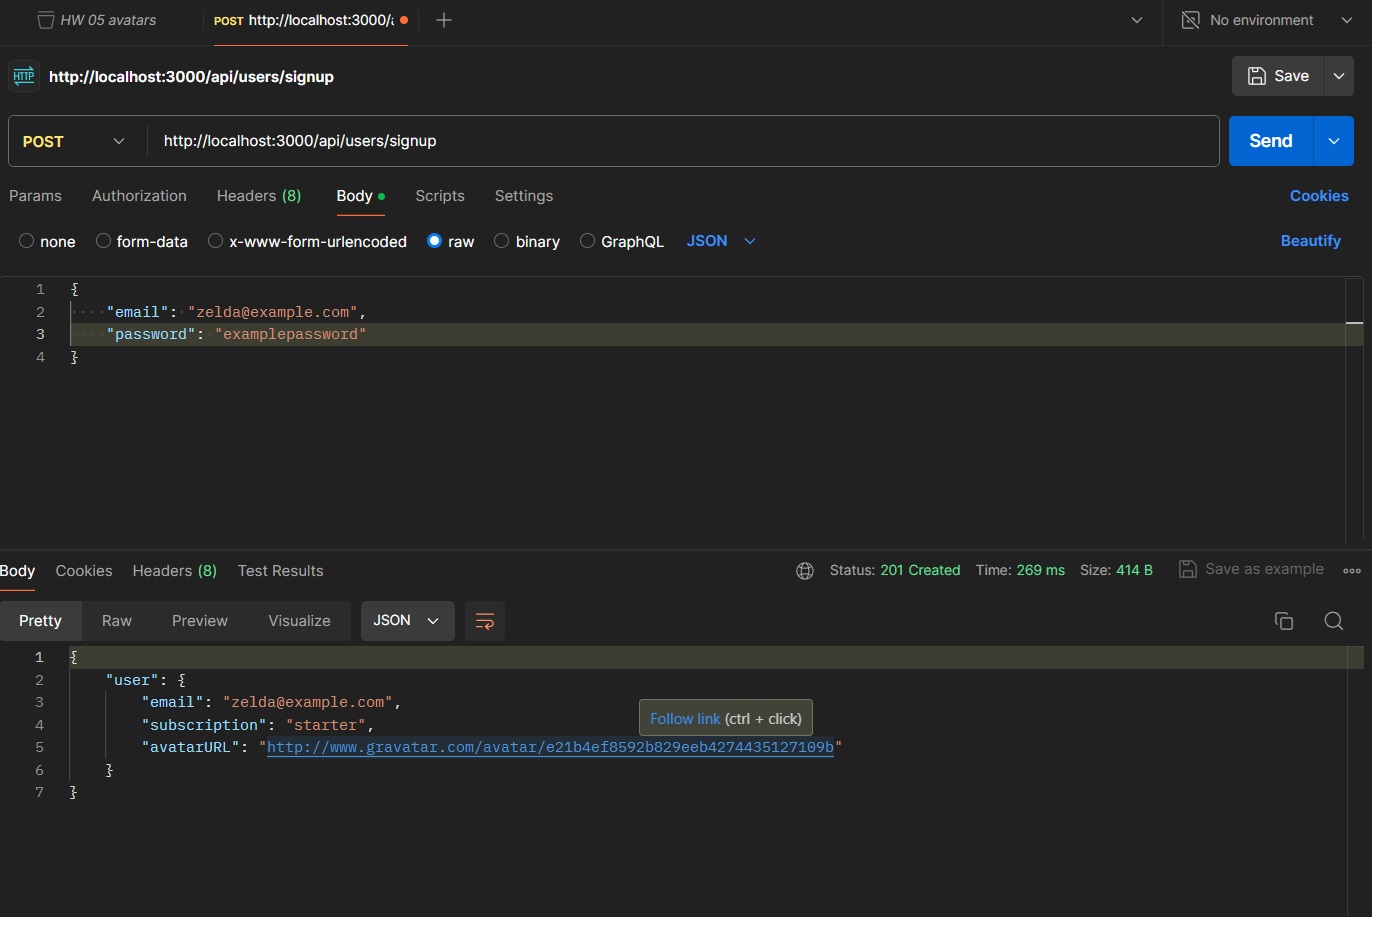 HW 05 avatars
POST http://localhost:3000/a
No environment
HTTP http://localhost:3000/api/users/signup
Save
POST http://localhost:3000/api/users/signup
Send
Params Authorization Headers (8) Body Scripts Settings Cookies
none form-data x-www-form-urlencoded raw binary GraphQL JSON Beautify
1 {
2 "email": "zelda@example.com",
3 "password": "examplepassword"
4 }
Body Cookies Headers (8) Test Results Status: 201 Created Time: 269 ms Size: 414 B Save as example
Pretty Raw Preview Visualize JSON
1 {
2 "user": {
3 "email": "zelda@example.com",
Follow link (ctrl + click)
4 "subscription": "starter",
5 "avatarURL": "http://www.gravatar.com/avatar/e21b4ef8592b829eeb4274435127109b"
6 }
7 }